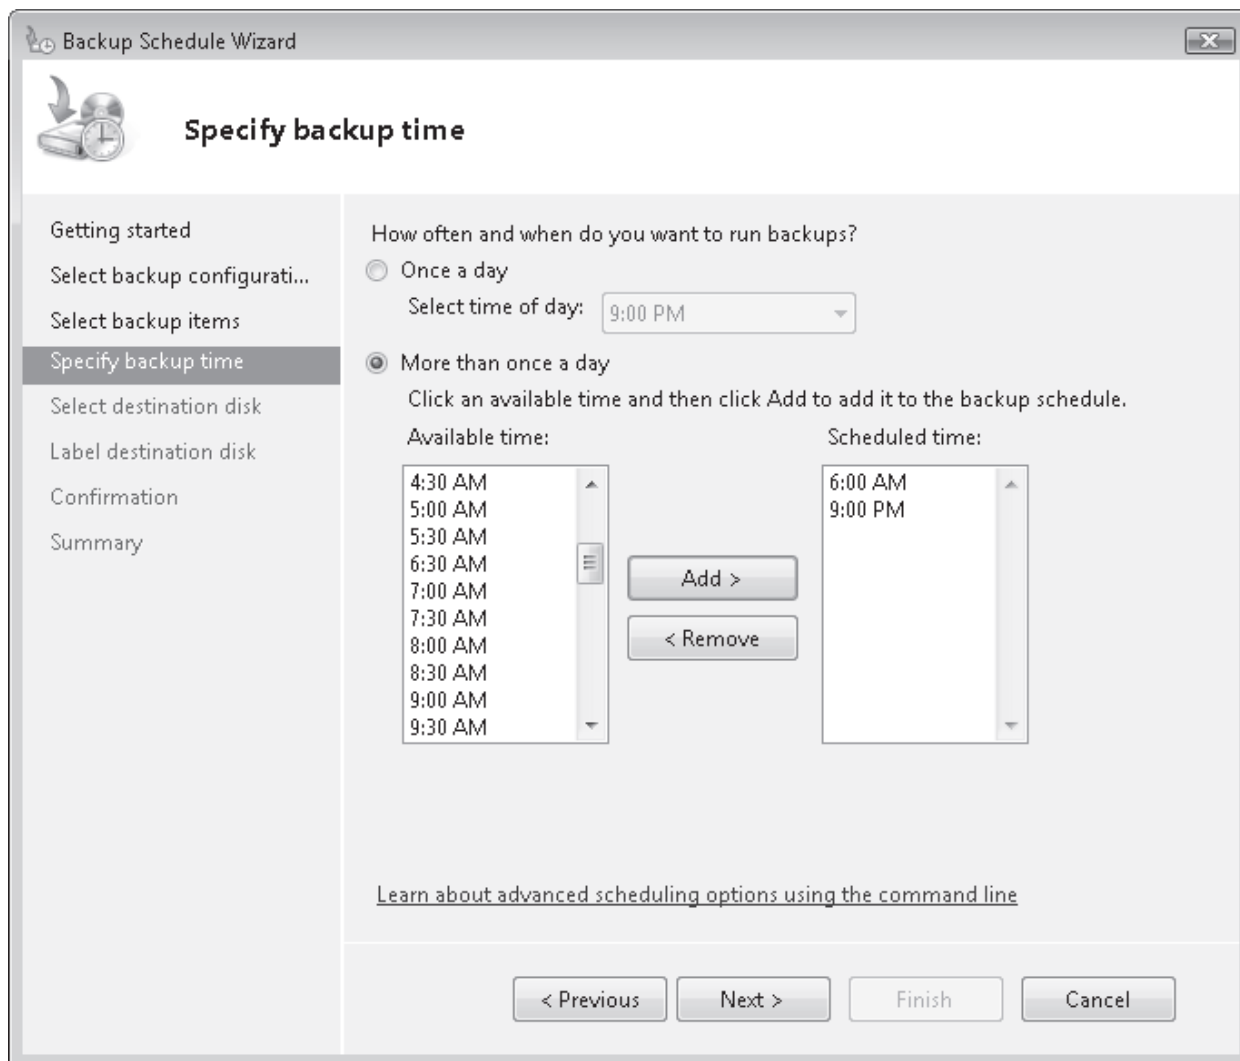 Backup Schedule Wizard
Specify backup time
Getting started
Select backup configurati...
Select backup items
Specify backup time
Select destination disk
Label destination disk
Confirmation
Summary
How often and when do you want to run backups?
Once a day
Select time of day: 9:00 PM
More than once a day
Click an available time and then click Add to add it to the backup schedule.
Available time:
4:30 AM
5:00 AM
5:30 AM
6:30 AM
7:00 AM
7:30 AM
8:00 AM
8:30 AM
9:00 AM
9:30 AM
Add >
< Remove
Scheduled time:
6:00 AM
9:00 PM
Learn about advanced scheduling options using the command line
< Previous
Next >
Finish
Cancel